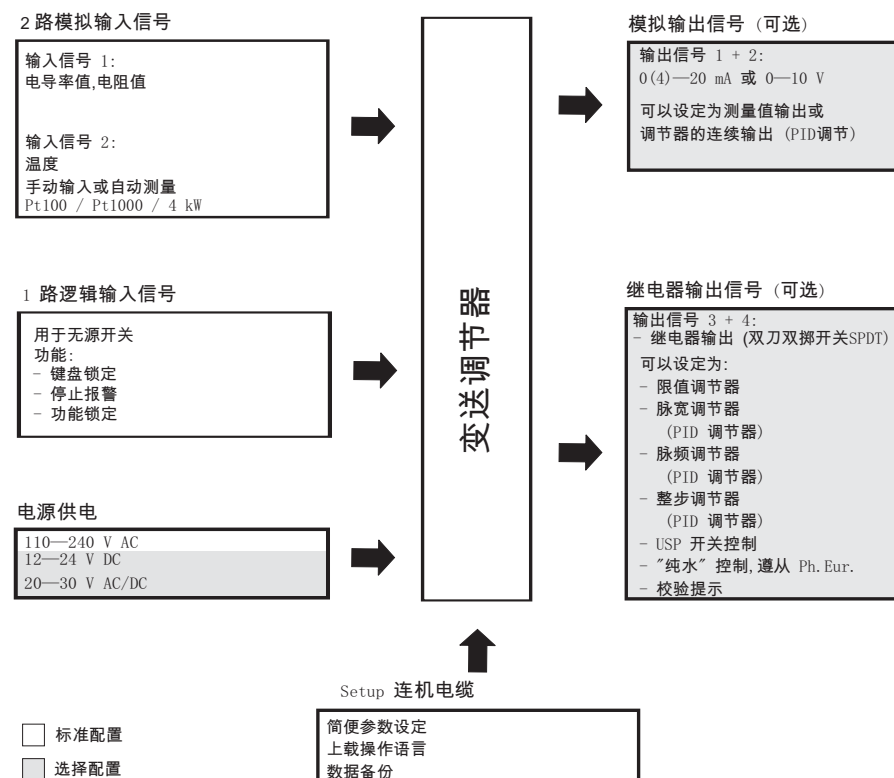 2 路模拟输入信号
输入信号 1:
电导率值,电阻值
输入信号 2:
温度
手动输入或自动测量
Pt100 / Pt1000 / 4 kW
1 路逻辑输入信号
用于无源开关
功能:
- 键盘锁定
- 停止报警
- 功能锁定
电源供电
110—240 V AC
12—24 V DC
20—30 V AC/DC
变送调节器
模拟输出信号 (可选)
输出信号 1 + 2:
0(4)—20 mA 或 0—10 V
可以设定为测量值输出或
调节器的连续输出 (PID调节)
继电器输出信号 (可选)
输出信号 3 + 4:
- 继电器输出 (双刀双掷开关SPDT)
可以设定为:
- 限值调节器
- 脉宽调节器
(PID 调节器)
- 脉频调节器
(PID 调节器)
- 整步调节器
(PID 调节器)
- USP 开关控制
- "纯水" 控制,遵从 Ph.Eur.
- 校验提示
Setup 连机电缆
简便参数设定
上载操作语言
数据备份
标准配置
选择配置